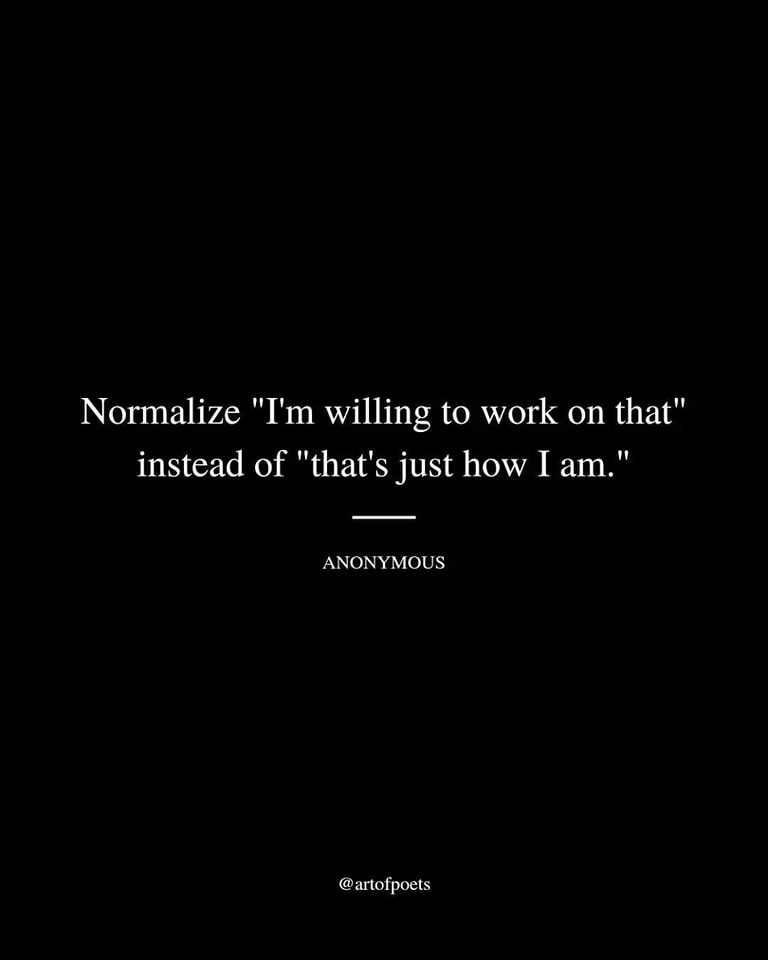 Normalize "I'm willing to work on that"
instead of "that's just how I am."
ANONYMOUS
@artofpoets